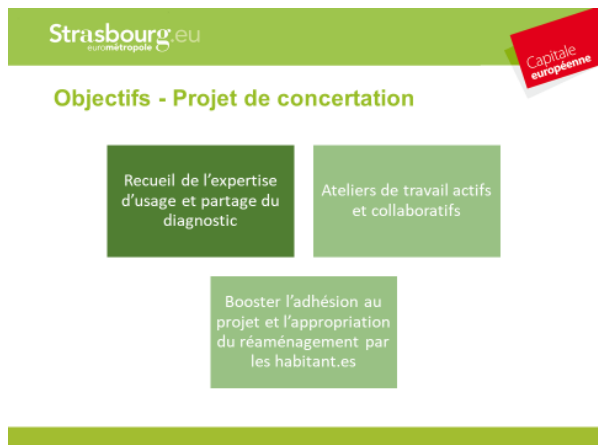 Strasbourg.eu
eurométropole
Capitale
européenne
Objectifs - Projet de concertation
Recueil de l'expertise
d'usage et partage du
diagnostic
Ateliers de travail actifs
et collaboratifs
Booster l'adhésion au
projet et l'appropriation
du réaménagement par
les habitant.es